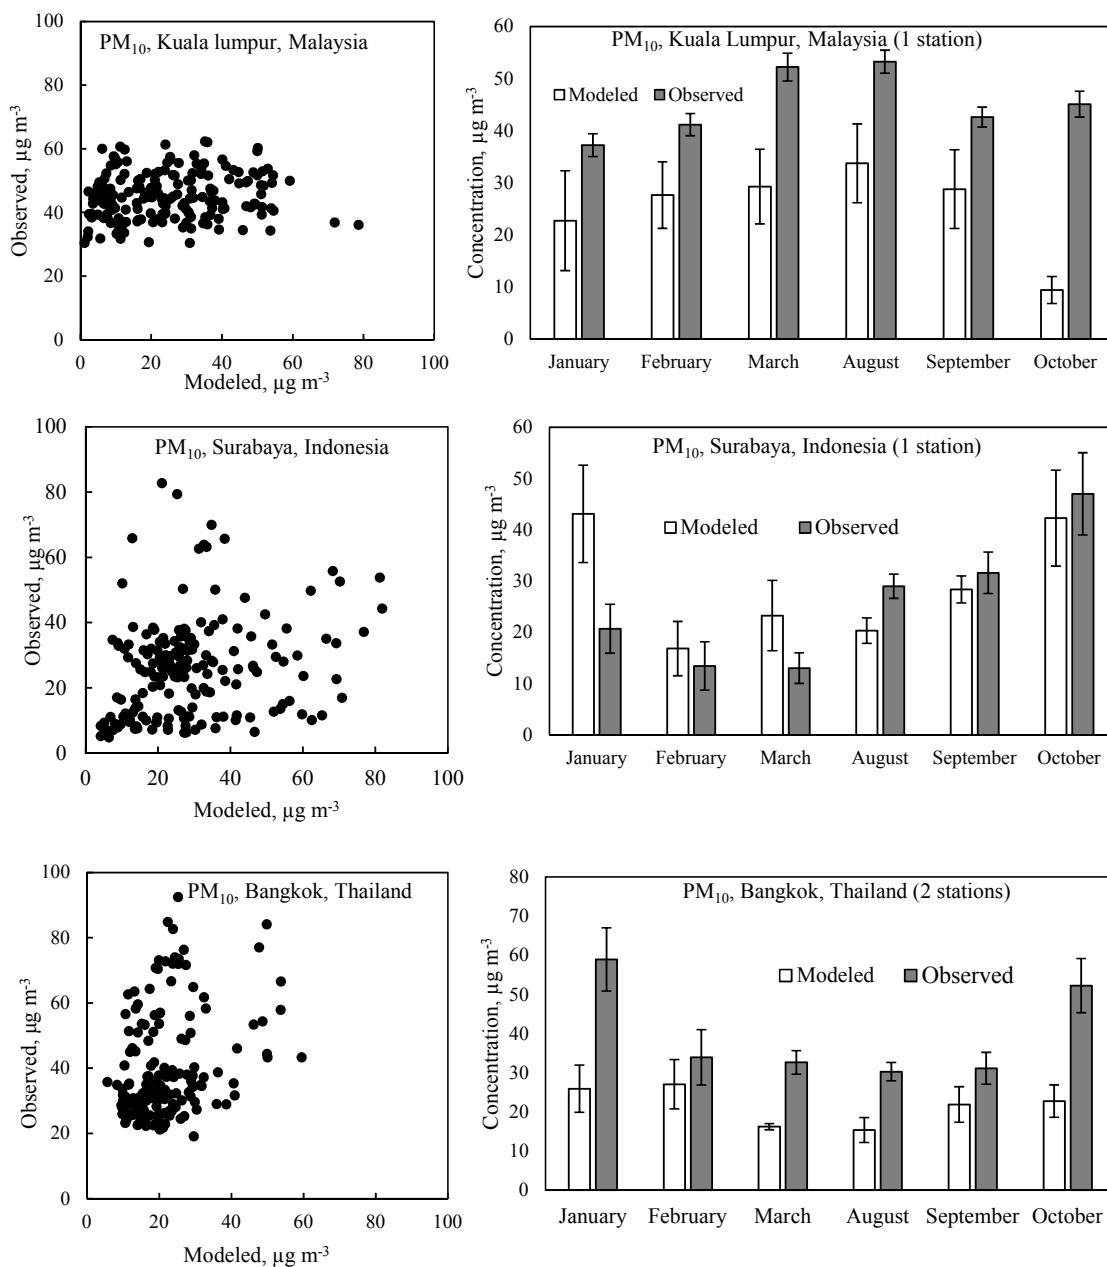 PM₁₀, Kuala lumpur, Malaysia
100
80
60
40
20
0
0 20 40 60 80 100
Observed, µg m⁻³
Modeled, µg m⁻³
PM₁₀, Kuala Lumpur, Malaysia (1 station)
Modeled Observed
60
50
40
30
20
10
0
Concentration, µg m⁻³
January February March August September October
PM₁₀, Surabaya, Indonesia
100
80
60
40
20
0
0 20 40 60 80 100
Observed, µg m⁻³
Modeled, µg m⁻³
PM₁₀, Surabaya, Indonesia (1 station)
Modeled Observed
60
50
40
30
20
10
0
Concentration, µg m⁻³
January February March August September October
PM₁₀, Bangkok, Thailand
100
80
60
40
20
0
0 20 40 60 80 100
Observed, µg m⁻³
Modeled, µg m⁻³
PM₁₀, Bangkok, Thailand (2 stations)
Modeled Observed
80
70
60
50
40
30
20
10
0
Concentration, µg m⁻³
January February March August September October